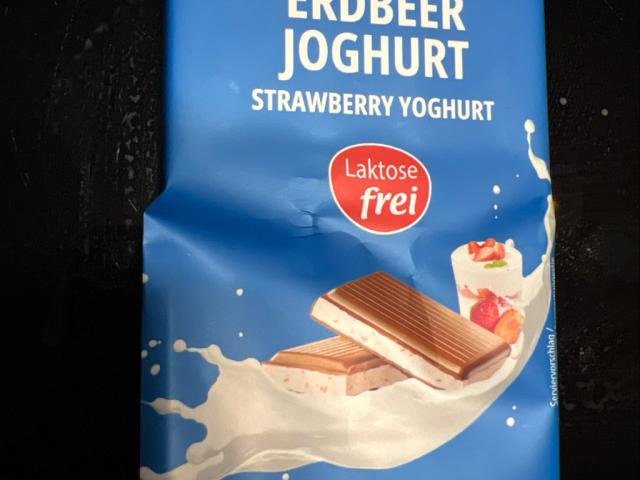 ERDBEER
JOGHURT
STRAWBERRY YOGHURT
Laktose
frei
Serviervorschlag /